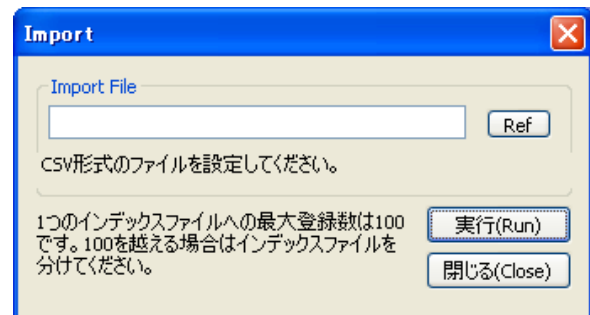 Import
Import File
Ref
CSV形式のファイルを設定してください。
1つのインデックスファイルへの最大登録数は100
です。100を越える場合はインデックスファイルを
分けてください。
実行(Run)
閉じる(Close)